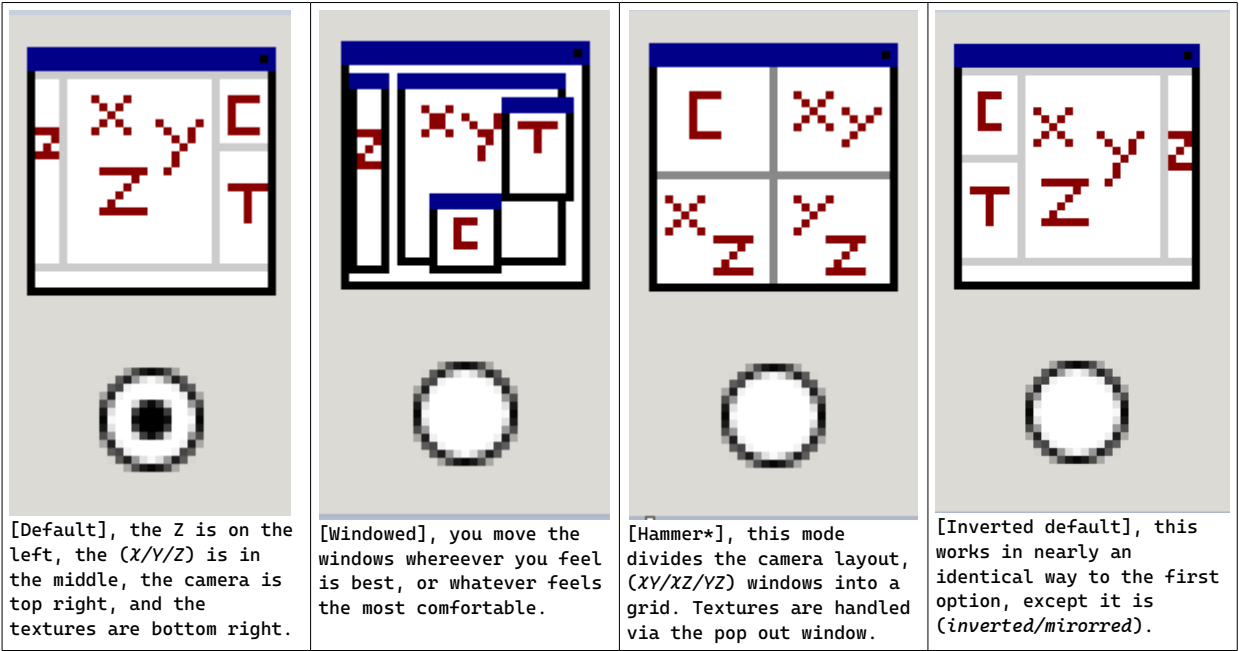 Z
X
Y
Z
C
T
[Default], the Z is on the
left, the (X/Y/Z) is in
the middle, the camera is
top right, and the
textures are bottom right.
Z
X Y
T
C
[Windowed], you move the
windows whereever you feel
is best, or whatever feels
the most comfortable.
C
X Y
X Z
Y Z
[Hammer*], this mode
divides the camera layout,
(XY/XZ/YZ) windows into a
grid. Textures are handled
via the pop out window.
C
T
X
Y
Z
Z
[Inverted default], this
works in nearly an
identical way to the first
option, except it is
(inverted/mirorred).